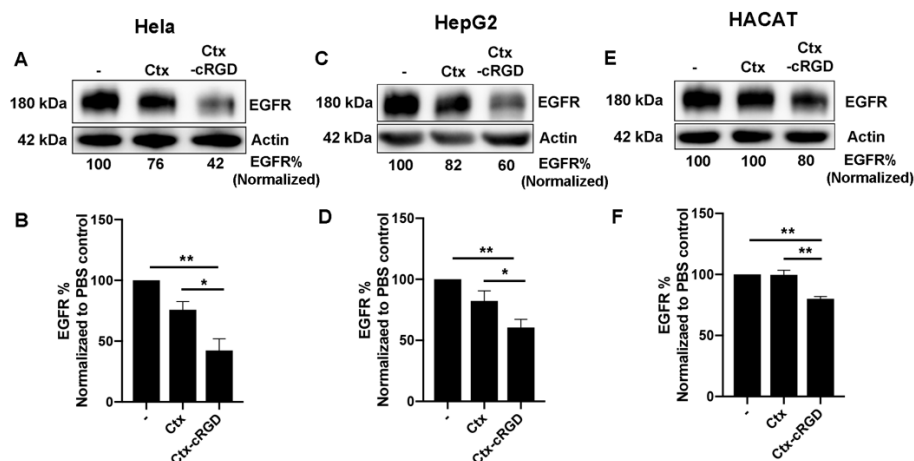 Hela
HepG2
HACAT
A
- Ctx Ctx
-cRGD
180 kDa EGFR
42 kDa Actin
100 76 42 EGFR%
(Normalized)
C
- Ctx Ctx
-cRGD
180 kDa EGFR
42 kDa Actin
100 82 60 EGFR%
(Normalized)
E
- Ctx Ctx
-cRGD
180 kDa EGFR
42 kDa Actin
100 100 80 EGFR%
(Normalized)
B
EGFR %
Normalizaed to PBS control
150
100
50
0
** 
*
- Ctx Ctx-cRGD
D
EGFR %
Normalizaed to PBS control
150
100
50
0
**
*
- Ctx Ctx-cRGD
F
EGFR %
Normalizaed to PBS control
150
100
50
0
**
**
- Ctx Ctx-cRGD